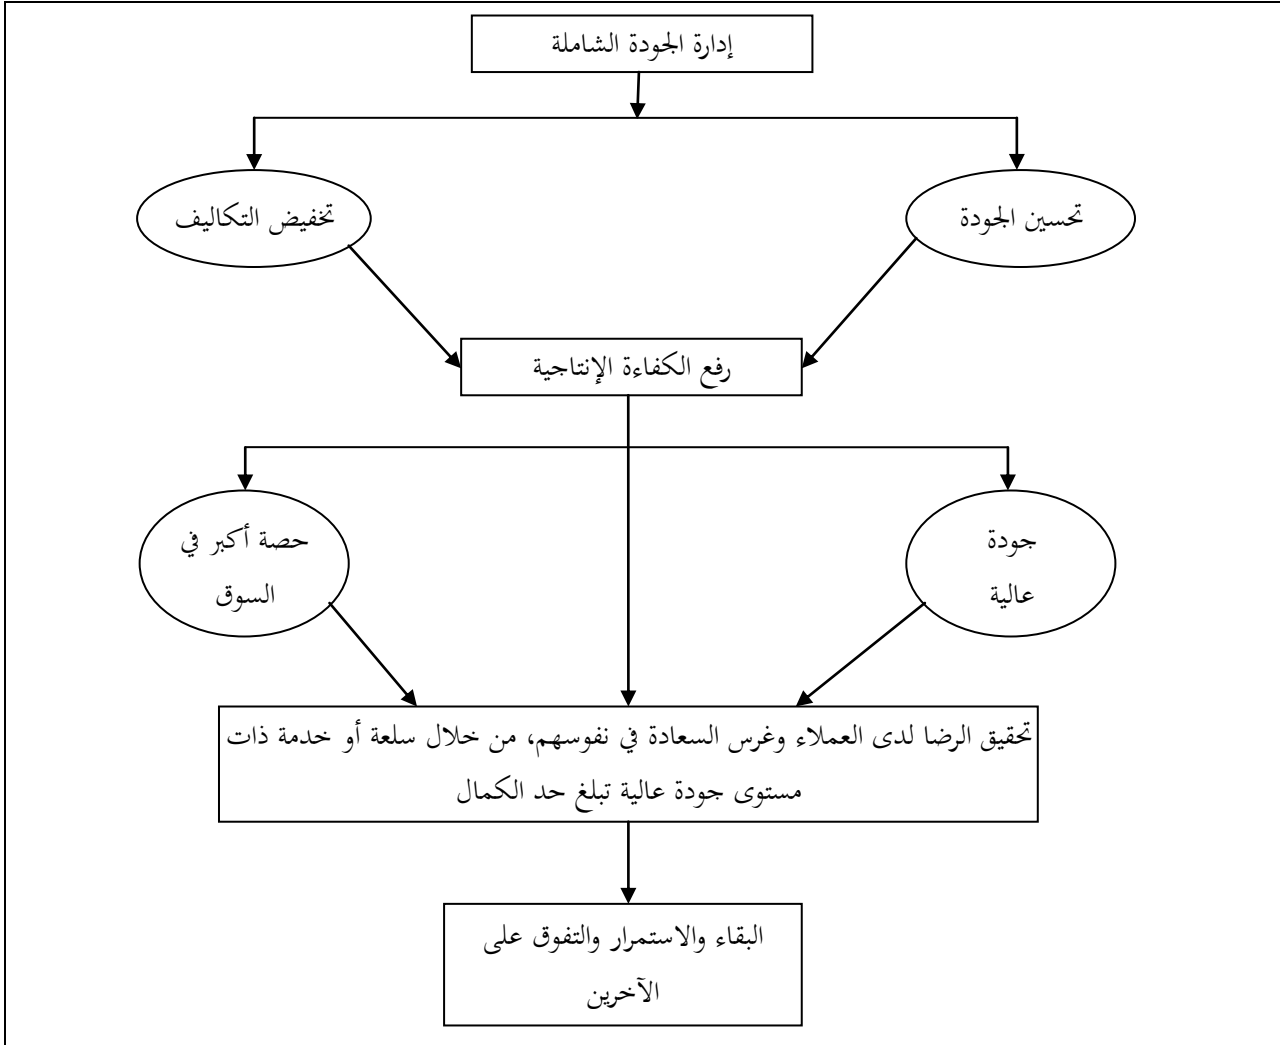 إدارة الجودة الشاملة
تحسين الجودة
تخفيض التكاليف
رفع الكفاءة الإنتاجية
جودة
عالية
حصة أكبر في
السوق
تحقيق الرضا لدى العملاء وغرس السعادة في نفوسهم، من خلال سلعة أو خدمة ذات
مستوى جودة عالية تبلغ حد الكمال
البقاء والاستمرار والتفوق على
الآخرين